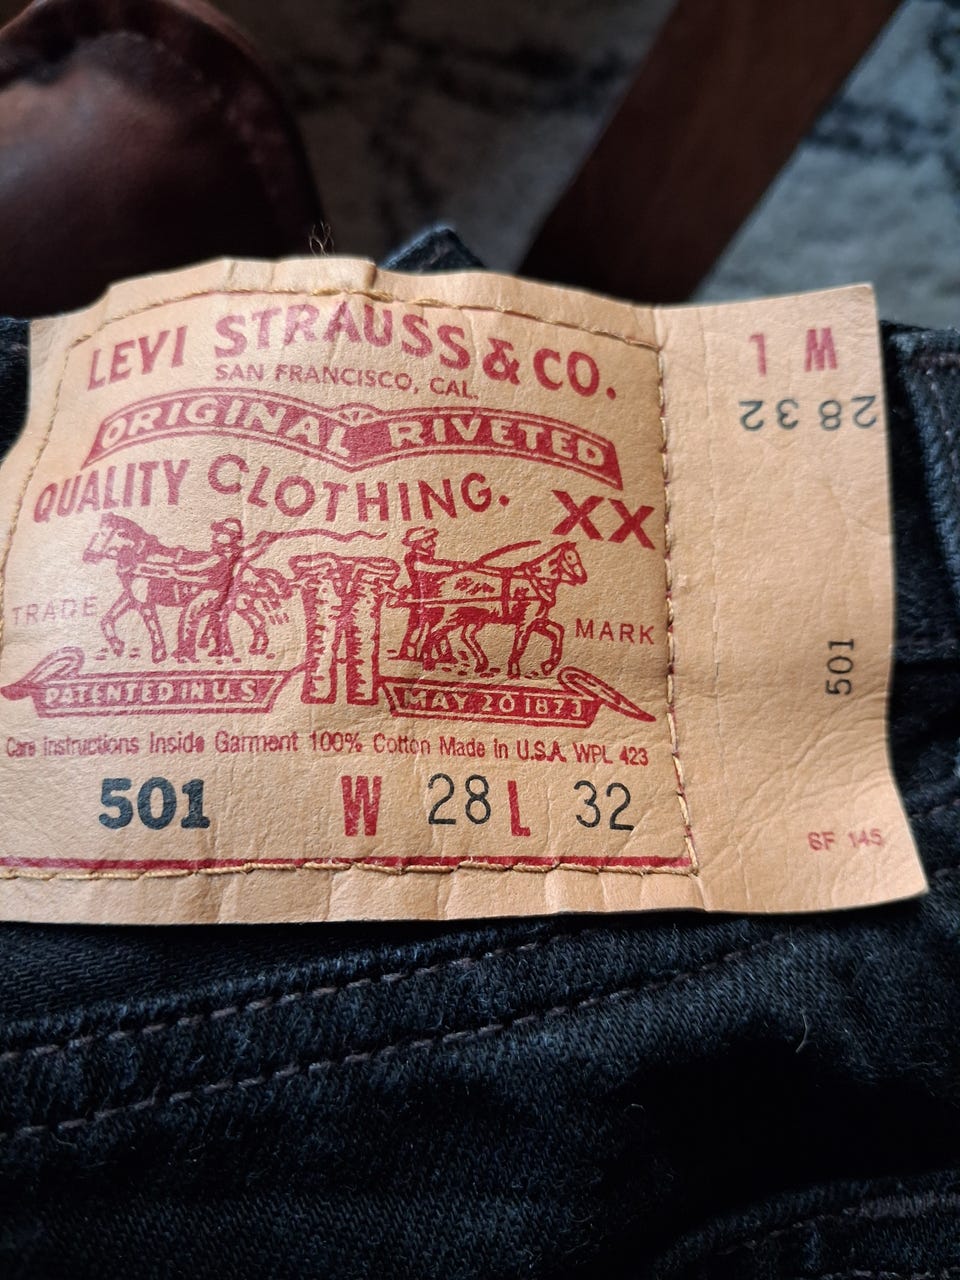 LEVI STRAUSS & CO.
SAN FRANCISCO, CAL.
ORIGINAL RIVETED
QUALITY CLOTHING.
XX
TRADE MARK
PATENTED IN U.S MAY 20 1873
Care Instructions Inside Garment 100% Cotton Made in U.S.A. WPL 423
501 W 28 L 32
L W
28 32
501
SF 145